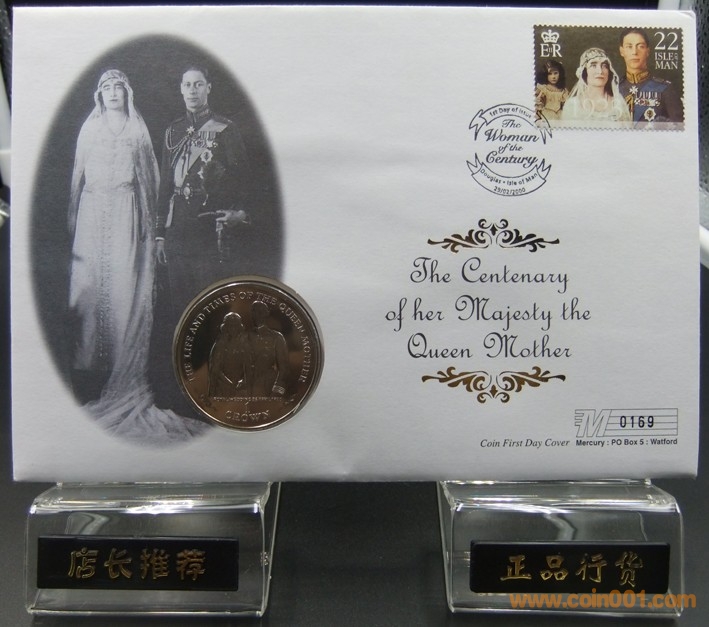 E II R
22
ISLE OF
MAN
1st Day of Issue
The
Woman
of the
Century
Douglas - Isle of Man
The Centenary
of her Majesty the
Queen Mother
THE LIFE AND TIMES OF THE QUEEN MOTHER
1
CROWN
M 0169
Coin First Day Cover
Mercury : PO Box 5 : Watford
店长推荐
正品行货
www.coin001.com